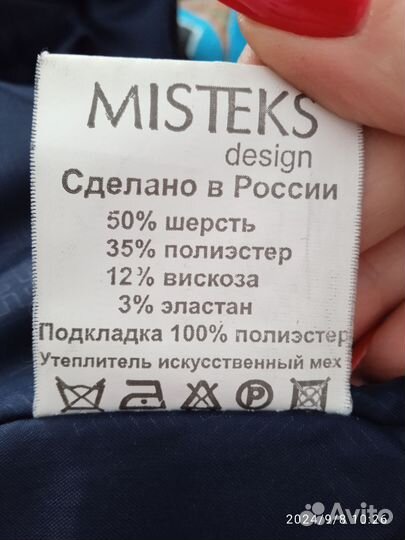 MISTEKS
design
Сделано в России
50% шерсть
35% полиэстер
12% вискоза
3% эластан
Подкладка 100% полиэстер
Утеплитель искусственный мех
P
2024/9/8 10:26
Avito